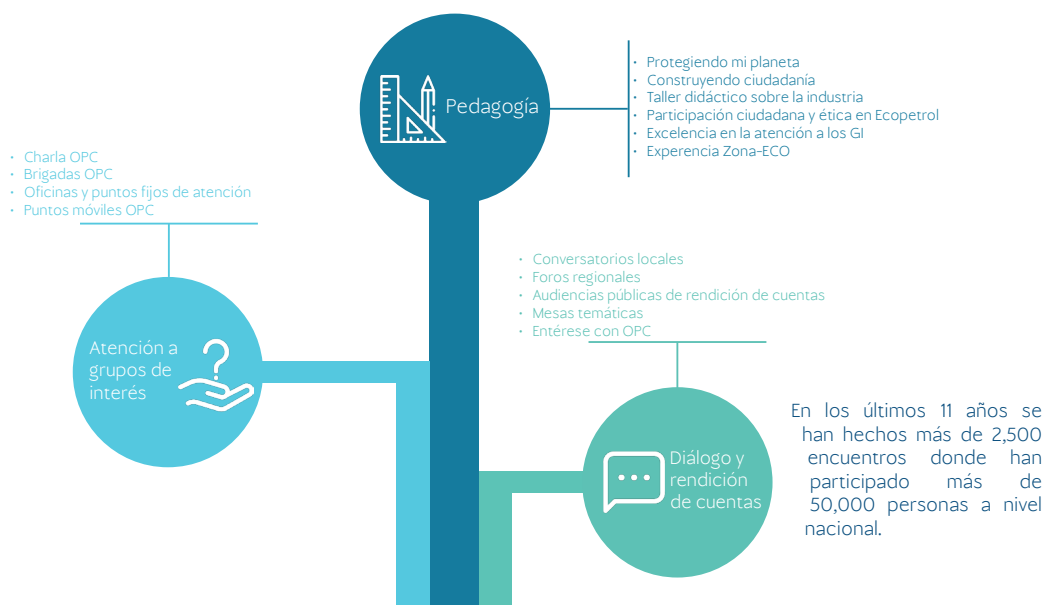 Pedagogía
· Protegiendo mi planeta
· Construyendo ciudadanía
· Taller didáctico sobre la industria
· Participación ciudadana y ética en Ecopetrol
· Excelencia en la atención a los GI
· Experencia Zona-ECO
· Charla OPC
· Brigadas OPC
· Oficinas y puntos fijos de atención
· Puntos móviles OPC
Atención a
grupos de
interés
· Conversatorios locales
· Foros regionales
· Audiencias públicas de rendición de cuentas
· Mesas temáticas
· Entérese con OPC
Diálogo y
rendición
de cuentas
En los últimos 11 años se
han hechos más de 2,500
encuentros donde han
participado más de
50,000 personas a nivel
nacional.